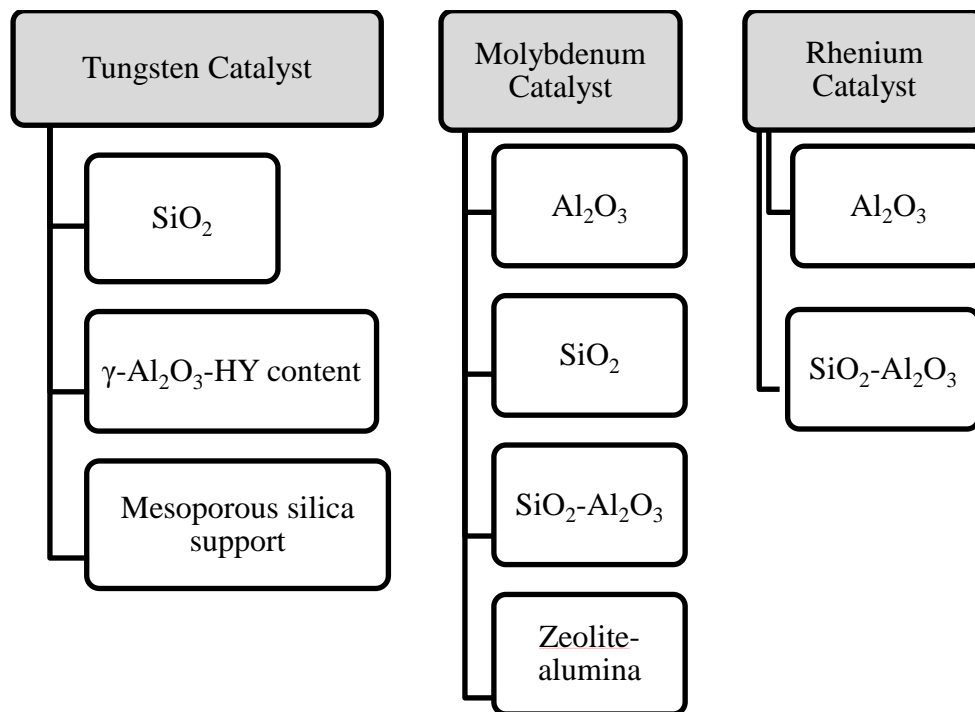 Tungsten Catalyst
SiO₂
γ-Al₂O₃-HY content
Mesoporous silica
support
Molybdenum
Catalyst
Al₂O₃
SiO₂
SiO₂-Al₂O₃
Zeolite-
alumina
Rhenium
Catalyst
Al₂O₃
SiO₂-Al₂O₃